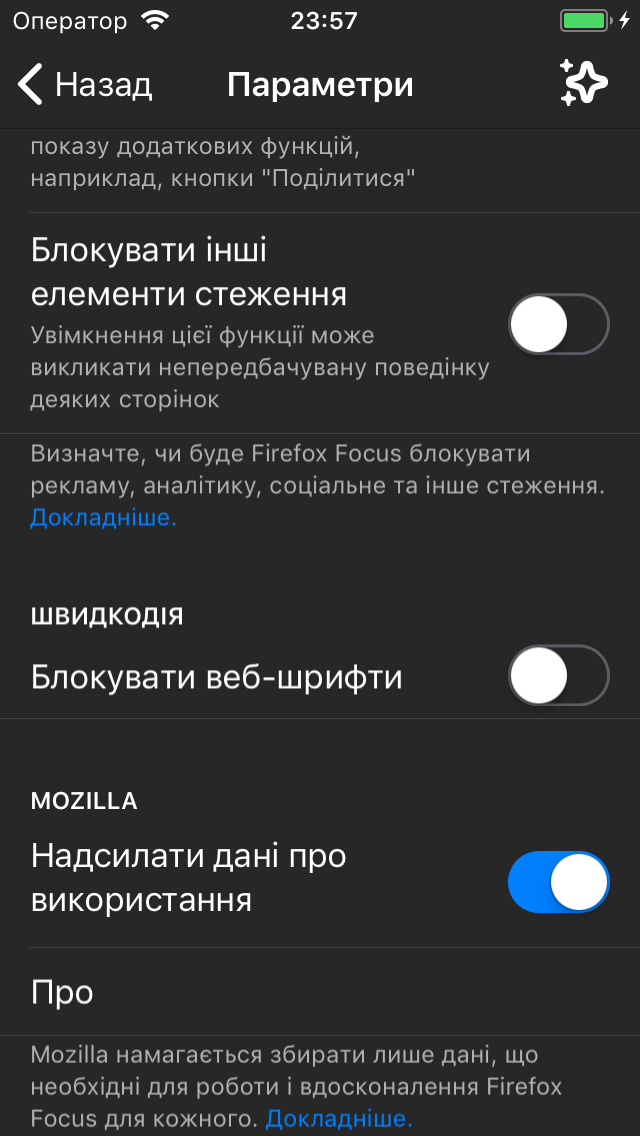 Оператор 23:57
Назад Параметри
показу додаткових функцій,
наприклад, кнопки "Поділитися"
Блокувати інші
елементи стеження
Увімкнення цієї функції може
викликати непередбачувану поведінку
деяких сторінок
Визначте, чи буде Firefox Focus блокувати
рекламу, аналітику, соціальне та інше стеження.
Докладніше.
ШВИДКОДІЯ
Блокувати веб-шрифти
MOZILLA
Надсилати дані про
використання
Про
Mozilla намагається збирати лише дані, що
необхідні для роботи і вдосконалення Firefox
Focus для кожного. Докладніше.